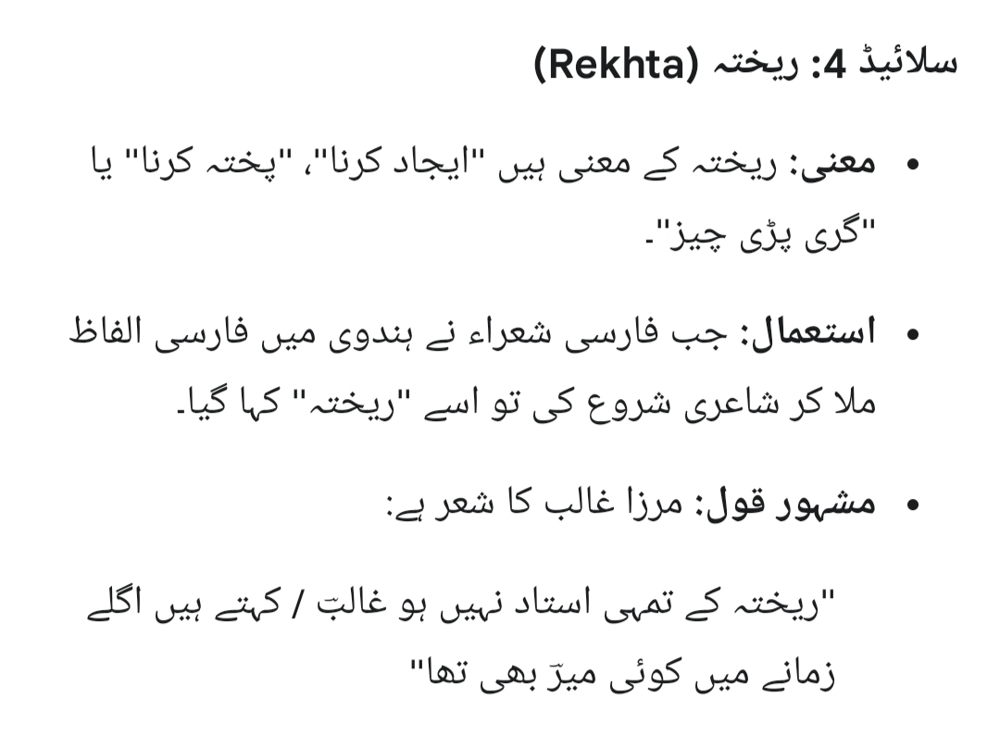 سلائیڈ 4: ریختہ (Rekhta)
• معنی: ریختہ کے معنی ہیں "ایجاد کرنا"، "پختہ کرنا" یا
"گری پڑی چیز"۔
• استعمال: جب فارسی شعراء نے ہندوی میں فارسی الفاظ
ملا کر شاعری شروع کی تو اسے "ریختہ" کہا گیا۔
• مشہور قول: مرزا غالب کا شعر ہے:
"ریختہ کے تمہی استاد نہیں ہو غالبؔ / کہتے ہیں اگلے
زمانے میں کوئی میرؔ بھی تھا"